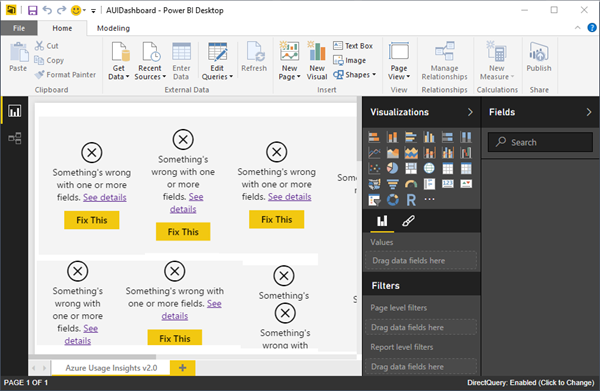 AUIDashboard - Power BI Desktop
File Home Modeling
Paste
Cut
Copy
Format Painter
Clipboard
Get Data
Recent Sources
Enter Data
Edit Queries
External Data
Refresh
New Page
New Visual
Text Box
Image
Shapes
Insert
Page View
View
Manage Relationships
Relationships
New Measure
Calculations
Publish
Share
Something's
wrong with one
or more
fields. See details
Fix This
Something's
wrong with one
or more
fields. See
details
Fix This
Something's
wrong with one
or more
fields. See details
Fix This
Something's
wrong with
one or more
fields. See
details
Something's wrong
with one or more
fields. See
details
Fix This
Something's
Something's
wrong with
Visualizations
Values
Drag data fields here
Filters
Page level filters
Drag data fields here
Report level filters
Drag data fields here
Fields
Search
Azure Usage Insights v2.0
PAGE 1 OF 1
DirectQuery: Enabled (Click to Change)